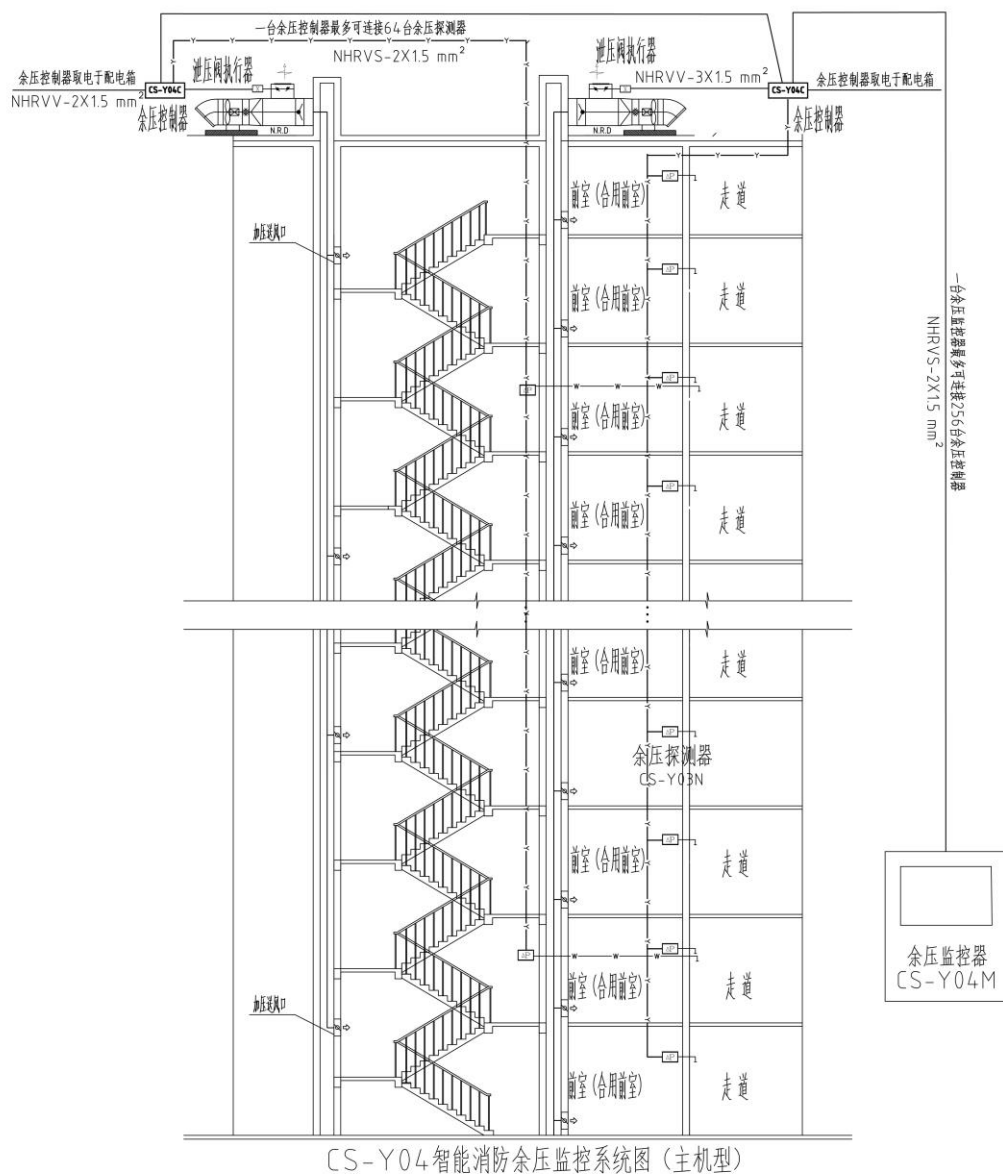 一台余压控制器最多可连接64台余压探测器
NHRVS-2X1.5 mm²
余压控制器取电于配电箱
NHRVV-2X1.5 mm²
CS-Y04C
余压控制器
泄压阀执行器
N.R.D
泄压阀执行器
NHRVV-3X1.5 mm²
CS-Y04C
余压控制器取电于配电箱
余压控制器
N.R.D
前室(合用前室)
走道
加压送风口
前室(合用前室)
走道
一台余压监控器最多可连接256台余压控制器
NHRVS-2X1.5 mm²
前室(合用前室)
走道
前室(合用前室)
走道
前室(合用前室)
走道
余压探测器
CS-Y03N
前室(合用前室)
走道
余压监控器
CS-Y04M
前室(合用前室)
走道
加压送风口
前室(合用前室)
走道
CS-Y04智能消防余压监控系统图（主机型）